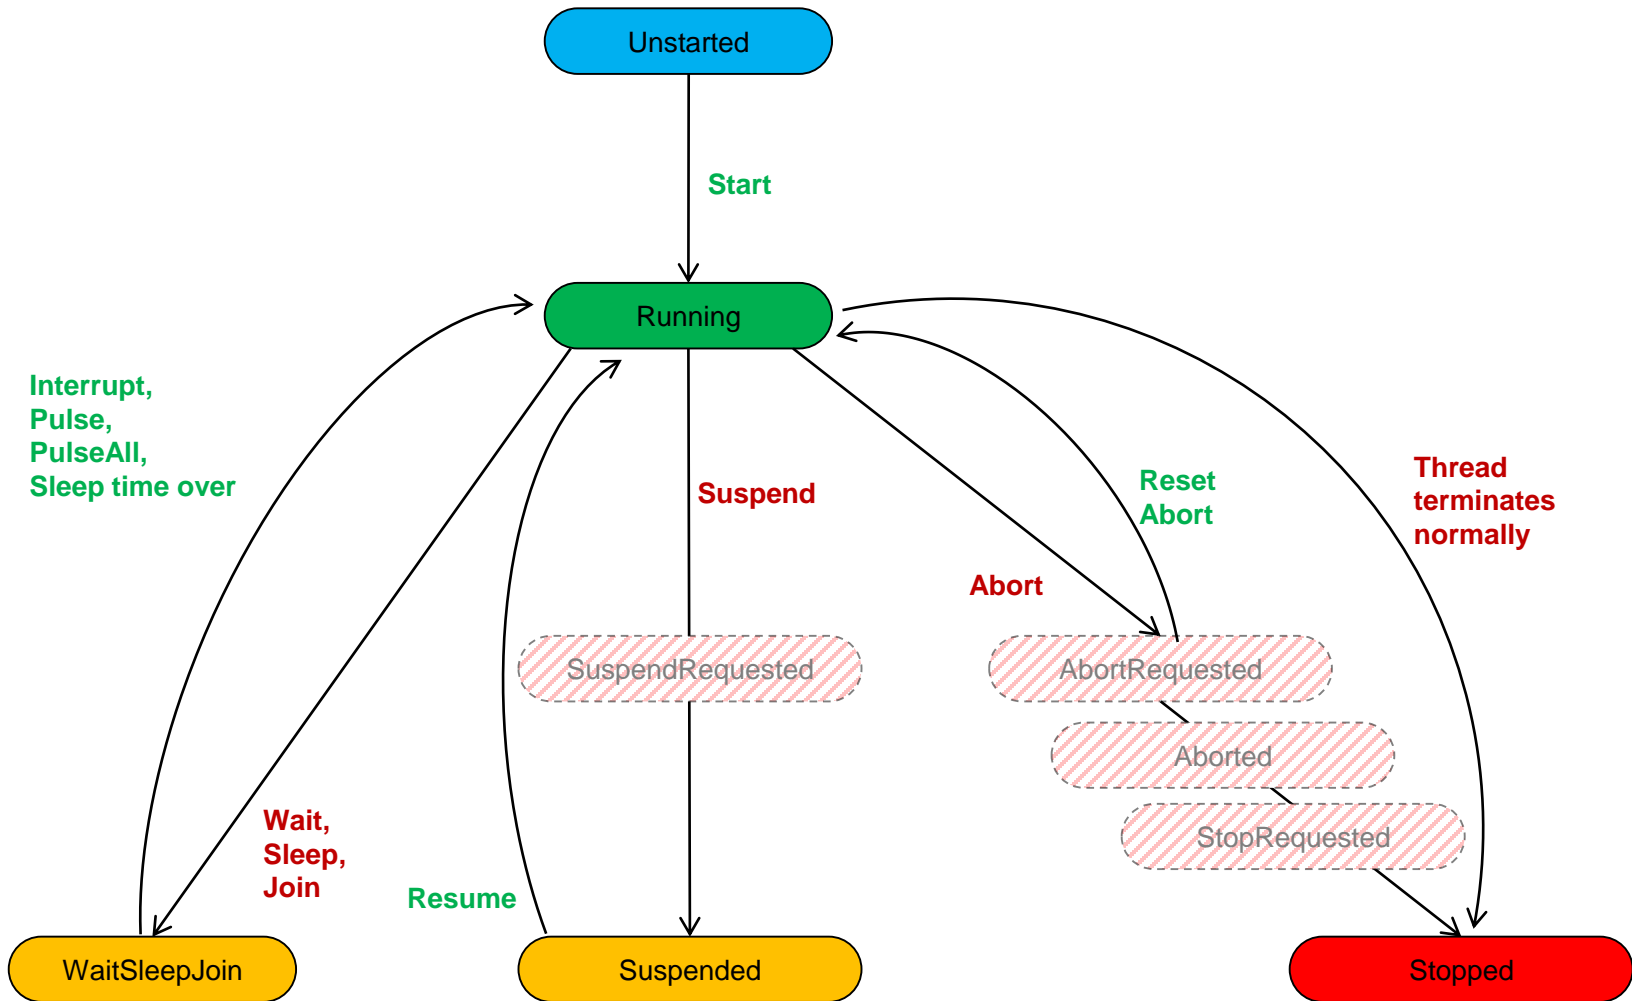 Unstarted
Start
Running
Interrupt,
Pulse,
PulseAll,
Sleep time over
Suspend
Reset
Abort
Thread
terminates
normally
Abort
SuspendRequested
AbortRequested
Aborted
StopRequested
Wait,
Sleep,
Join
Resume
WaitSleepJoin
Suspended
Stopped